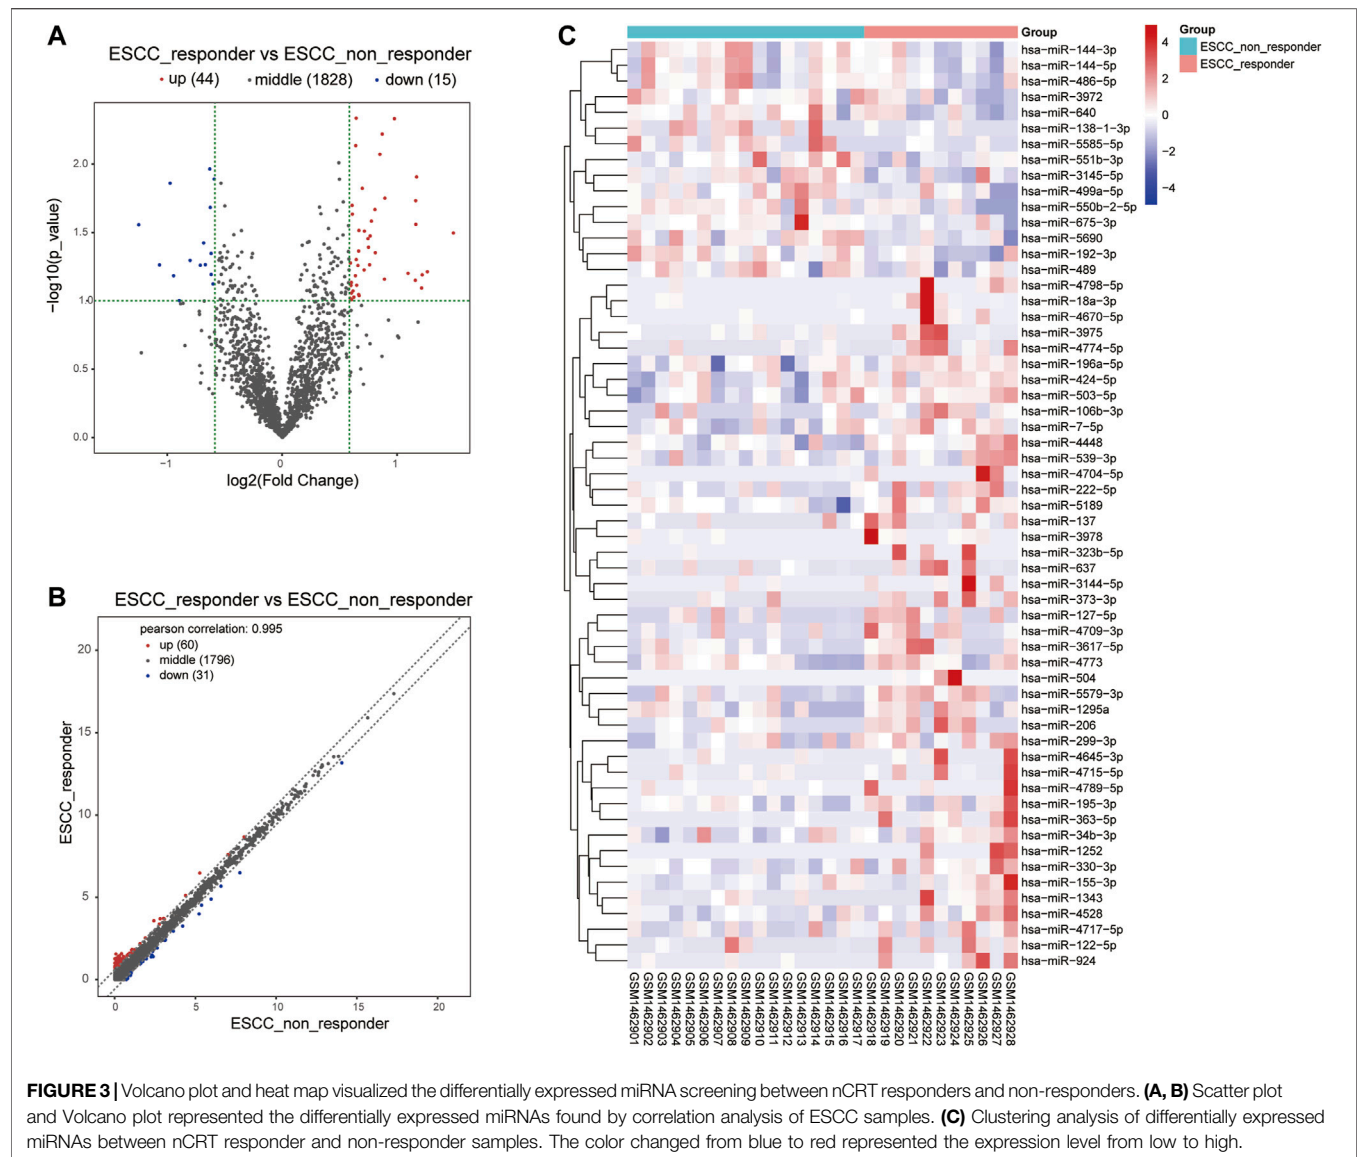 A
ESCC_responder vs ESCC_non_responder
up (44) middle (1828) down (15)
2.0
1.5
1.0
0.5
0.0
−1 0 1
−log10(p_value)
log2(Fold Change)
B
ESCC_responder vs ESCC_non_responder
pearson correlation: 0.995
up (60)
middle (1796)
down (31)
20
15
10
5
0
0 5 10 15 20
ESCC_responder
ESCC_non_responder
C
Group
hsa−miR−144−3p
hsa−miR−144−5p
hsa−miR−486−5p
hsa−miR−3972
hsa−miR−640
hsa−miR−138−1−3p
hsa−miR−5585−5p
hsa−miR−551b−3p
hsa−miR−3145−5p
hsa−miR−499a−5p
hsa−miR−550b−2−5p
hsa−miR−675−3p
hsa−miR−5690
hsa−miR−192−3p
hsa−miR−489
hsa−miR−4798−5p
hsa−miR−18a−3p
hsa−miR−4670−5p
hsa−miR−3975
hsa−miR−4774−5p
hsa−miR−196a−5p
hsa−miR−424−5p
hsa−miR−503−5p
hsa−miR−106b−3p
hsa−miR−7−5p
hsa−miR−4448
hsa−miR−539−3p
hsa−miR−4704−5p
hsa−miR−222−5p
hsa−miR−5189
hsa−miR−137
hsa−miR−3978
hsa−miR−323b−5p
hsa−miR−637
hsa−miR−3144−5p
hsa−miR−373−3p
hsa−miR−127−5p
hsa−miR−4709−3p
hsa−miR−3617−5p
hsa−miR−4773
hsa−miR−504
hsa−miR−5579−3p
hsa−miR−1295a
hsa−miR−206
hsa−miR−299−3p
hsa−miR−4645−3p
hsa−miR−4715−5p
hsa−miR−4789−5p
hsa−miR−195−3p
hsa−miR−363−5p
hsa−miR−34b−3p
hsa−miR−1252
hsa−miR−330−3p
hsa−miR−155−3p
hsa−miR−1343
hsa−miR−4528
hsa−miR−4717−5p
hsa−miR−122−5p
hsa−miR−924
GSM1462901
GSM1462902
GSM1462903
GSM1462904
GSM1462905
GSM1462906
GSM1462907
GSM1462908
GSM1462909
GSM1462910
GSM1462911
GSM1462912
GSM1462913
GSM1462914
GSM1462915
GSM1462916
GSM1462917
GSM1462918
GSM1462919
GSM1462920
GSM1462921
GSM1462922
GSM1462923
GSM1462924
GSM1462925
GSM1462926
GSM1462927
GSM1462928
4
2
0
−2
−4
Group
ESCC_non_responder
ESCC_responder
FIGURE 3 | Volcano plot and heat map visualized the differentially expressed miRNA screening between nCRT responders and non-responders. (A, B) Scatter plot
and Volcano plot represented the differentially expressed miRNAs found by correlation analysis of ESCC samples. (C) Clustering analysis of differentially expressed
miRNAs between nCRT responder and non-responder samples. The color changed from blue to red represented the expression level from low to high.